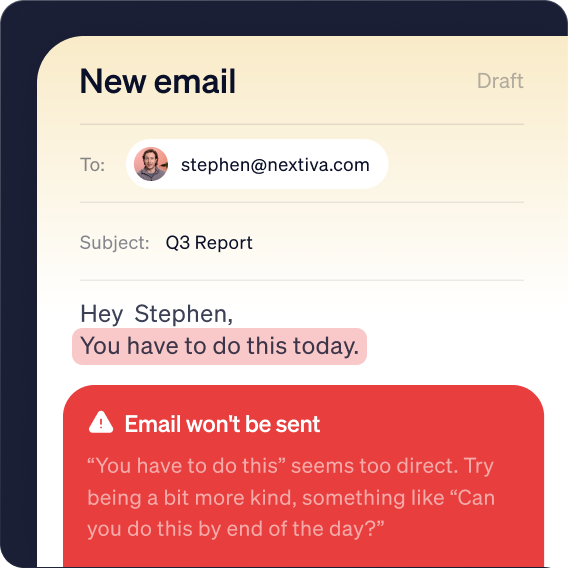 New email
Draft
To: stephen@nextiva.com
Subject: Q3 Report
Hey Stephen,
You have to do this today.
Email won't be sent
“You have to do this” seems too direct. Try
being a bit more kind, something like “Can
you do this by end of the day?”